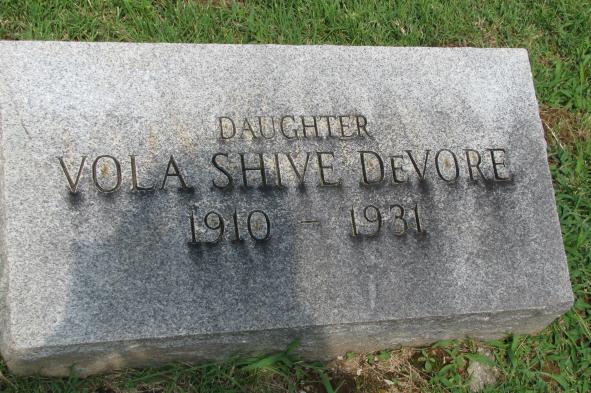 DAUGHTER
VOLA SHIVE DeVORE
1910 – 1931